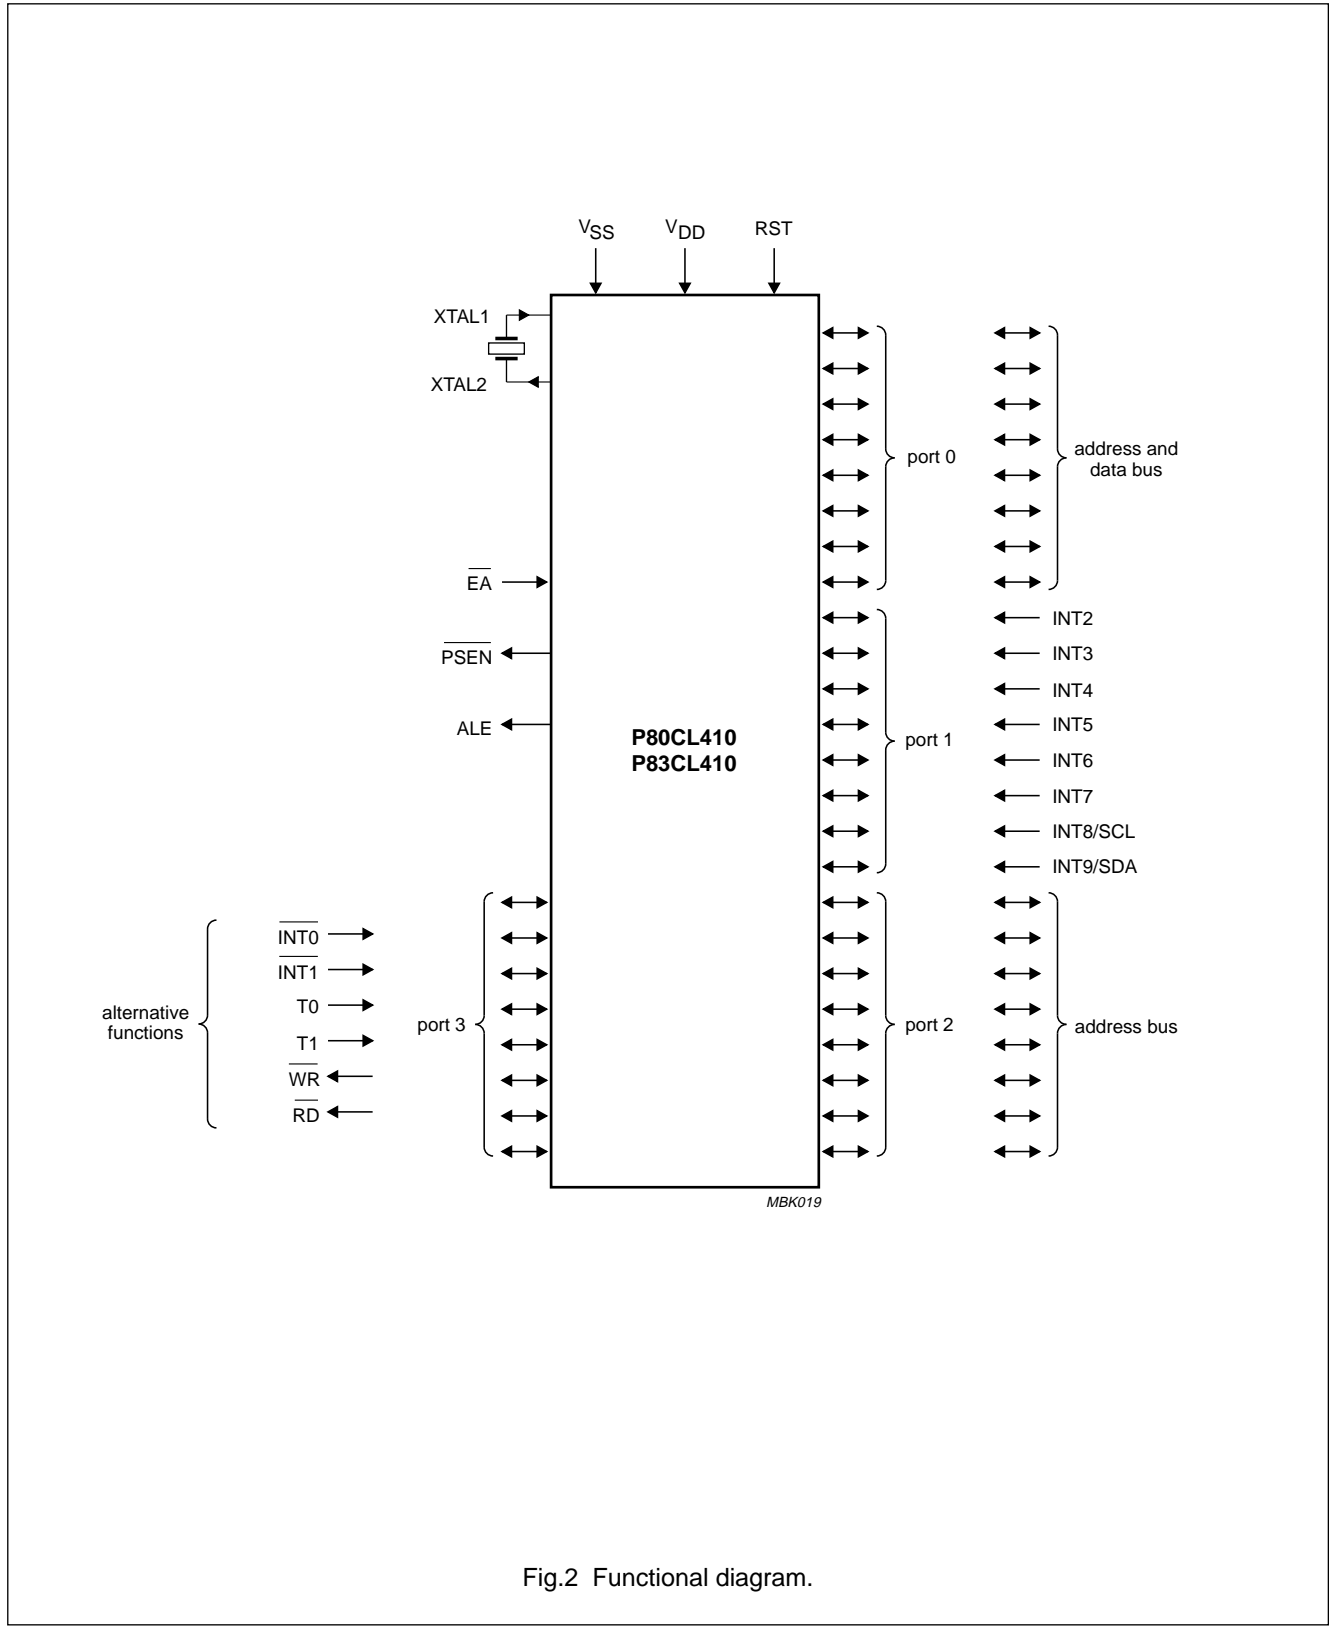 VSS VDD RST
XTAL1
XTAL2
port 0
address and
data bus
EA
PSEN
ALE
P80CL410
P83CL410
port 1
INT2
INT3
INT4
INT5
INT6
INT7
INT8/SCL
INT9/SDA
alternative
functions
INT0
INT1
T0
T1
WR
RD
port 3
port 2
address bus
MBK019
Fig.2 Functional diagram.